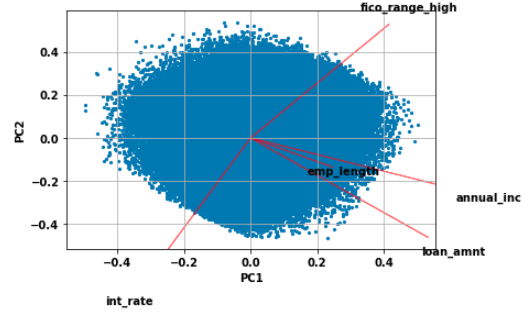 fico_range_high
0.4
0.2
0.0
−0.2
−0.4
PC2
emp_length
annual_inc
loan_amnt
−0.4 −0.2 0.0 0.2 0.4
PC1
int_rate